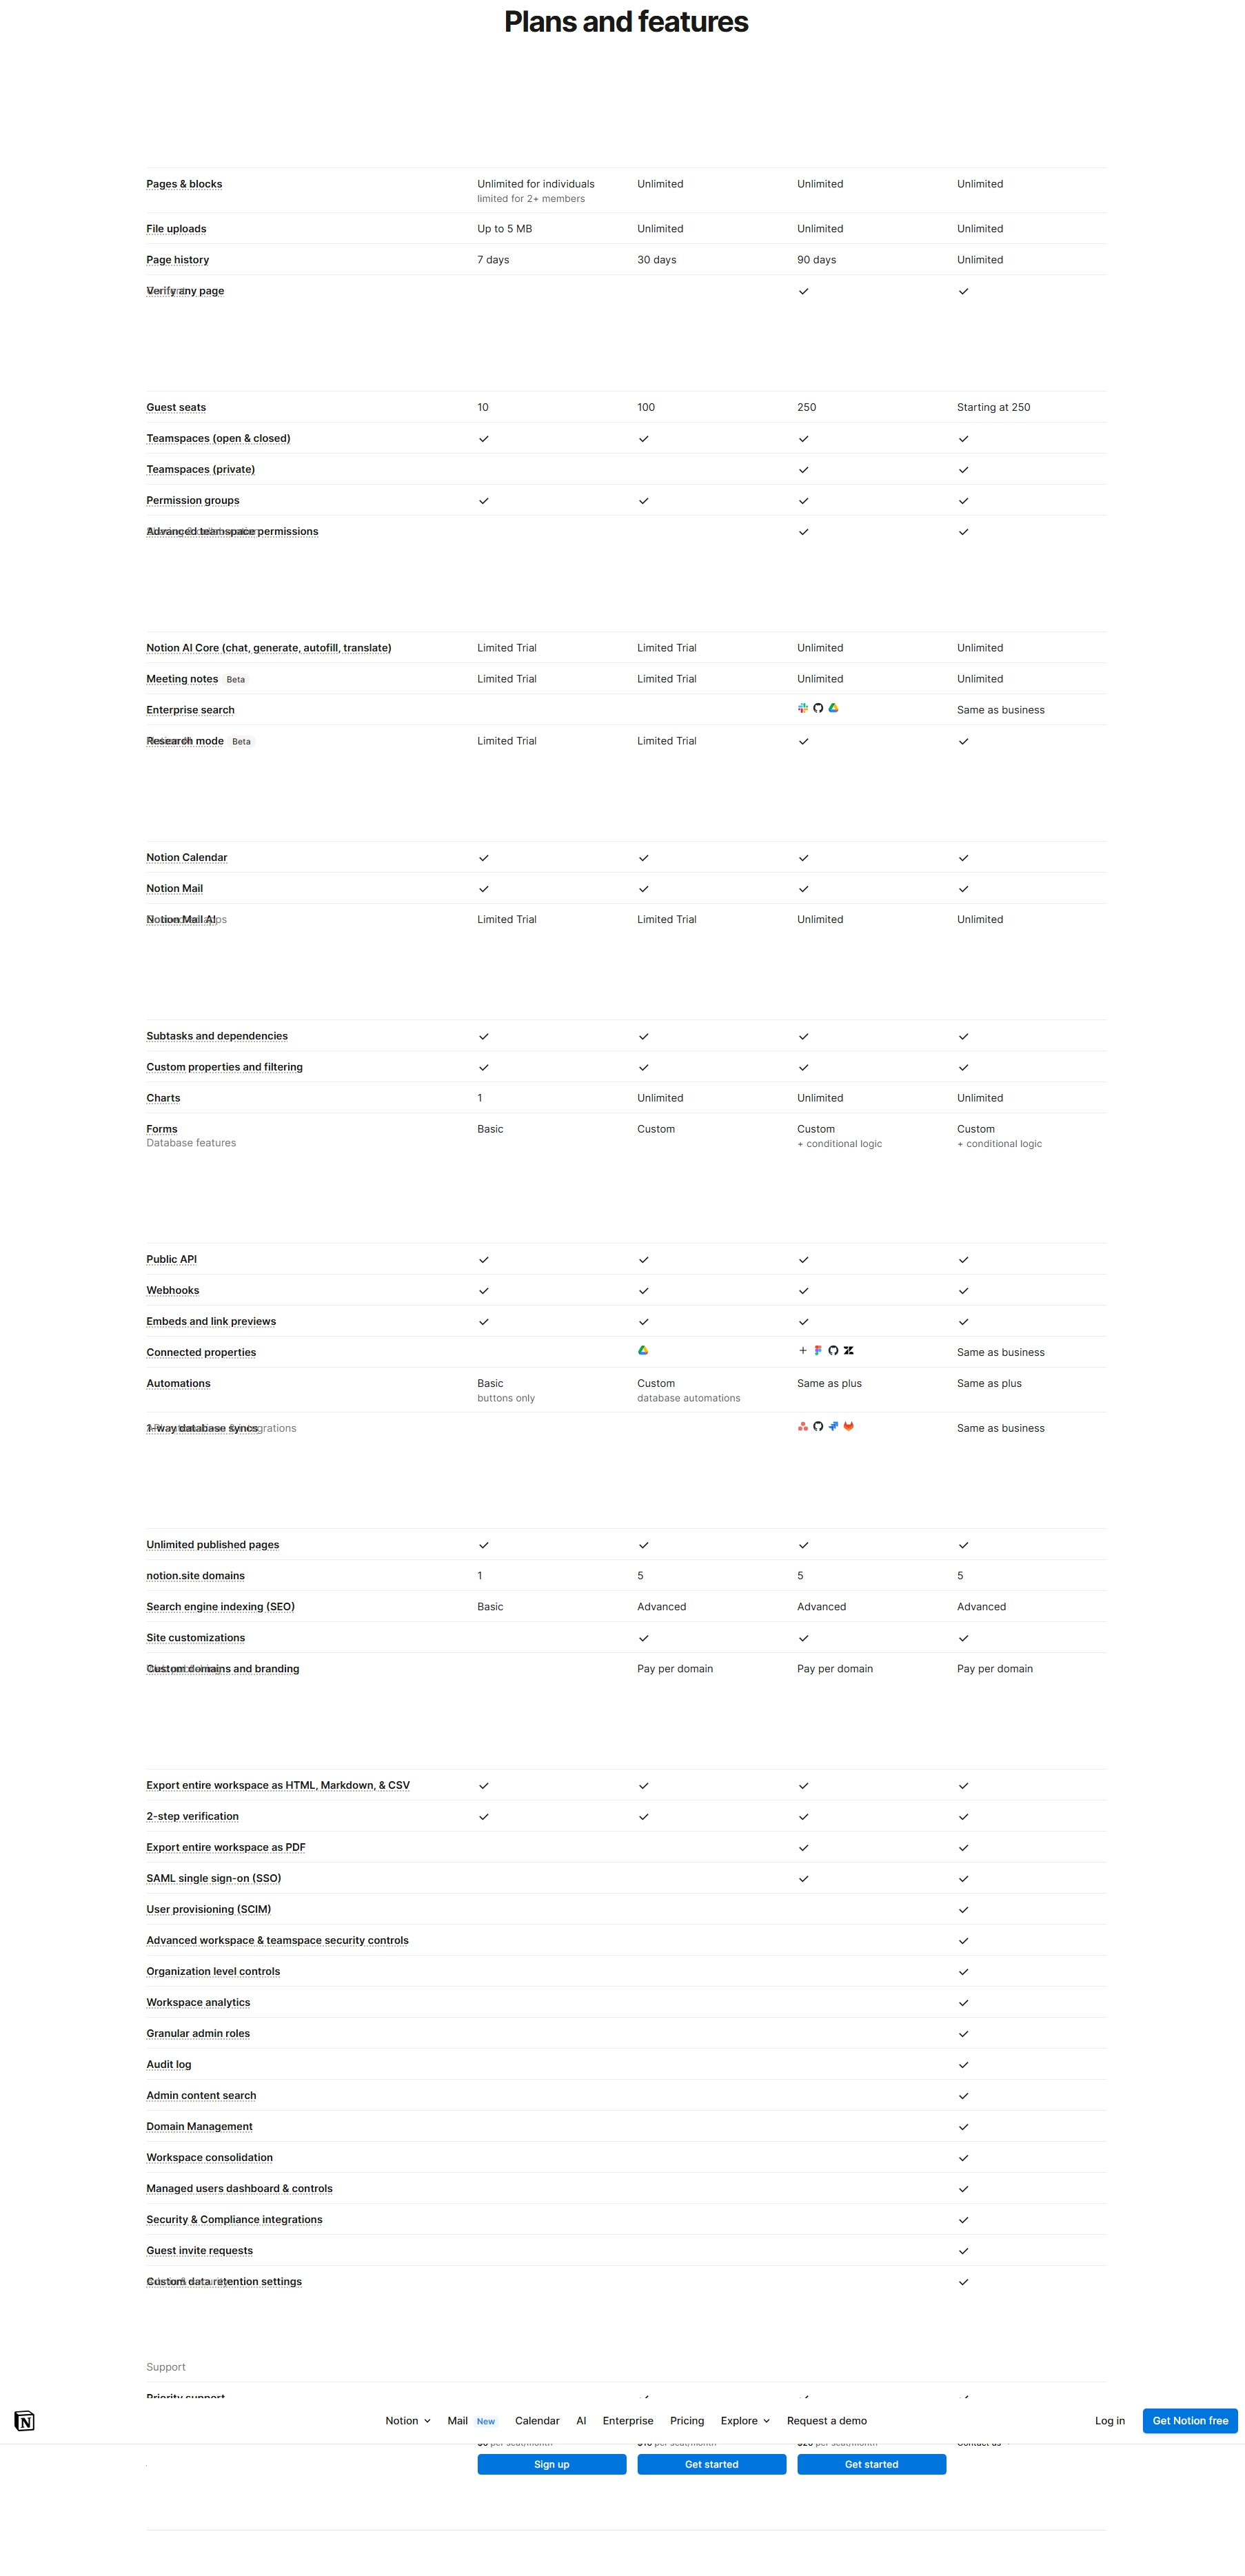 Plans and features
Pages & blocks Unlimited for individuals Unlimited Unlimited Unlimited
limited for 2+ members
File uploads Up to 5 MB Unlimited Unlimited Unlimited
Page history 7 days 30 days 90 days Unlimited
Verify any page ✓ ✓
Guest seats 10 100 250 Starting at 250
Teamspaces (open & closed) ✓ ✓ ✓ ✓
Teamspaces (private) ✓ ✓
Permission groups ✓ ✓ ✓ ✓
Advanced teamspace permissions ✓ ✓
Notion AI Core (chat, generate, autofill, translate) Limited Trial Limited Trial Unlimited Unlimited
Meeting notes Beta Limited Trial Limited Trial Unlimited Unlimited
Enterprise search Same as business
Research mode Beta Limited Trial Limited Trial ✓ ✓
Notion Calendar ✓ ✓ ✓ ✓
Notion Mail ✓ ✓ ✓ ✓
Notion Mail AI Limited Trial Limited Trial Unlimited Unlimited
Subtasks and dependencies ✓ ✓ ✓ ✓
Custom properties and filtering ✓ ✓ ✓ ✓
Charts 1 Unlimited Unlimited Unlimited
Forms Basic Custom Custom Custom
Database features + conditional logic + conditional logic
Public API ✓ ✓ ✓ ✓
Webhooks ✓ ✓ ✓ ✓
Embeds and link previews ✓ ✓ ✓ ✓
Connected properties + Same as business
Automations Basic Custom Same as plus Same as plus
buttons only database automations
1-way database syncs Same as business
Unlimited published pages ✓ ✓ ✓ ✓
notion.site domains 1 5 5 5
Search engine indexing (SEO) Basic Advanced Advanced Advanced
Site customizations ✓ ✓ ✓
Custom domains and branding Pay per domain Pay per domain Pay per domain
Export entire workspace as HTML, Markdown, & CSV ✓ ✓ ✓ ✓
2-step verification ✓ ✓ ✓ ✓
Export entire workspace as PDF ✓ ✓
SAML single sign-on (SSO) ✓ ✓
User provisioning (SCIM) ✓
Advanced workspace & teamspace security controls ✓
Organization level controls ✓
Workspace analytics ✓
Granular admin roles ✓
Audit log ✓
Admin content search ✓
Domain Management ✓
Workspace consolidation ✓
Managed users dashboard & controls ✓
Security & Compliance integrations ✓
Guest invite requests ✓
Custom data retention settings ✓
Support
Priority support
Notion Mail New Calendar AI Enterprise Pricing Explore Request a demo Log in Get Notion free
per seat/month per seat/month per seat/month Contact us
Sign up Get started Get started